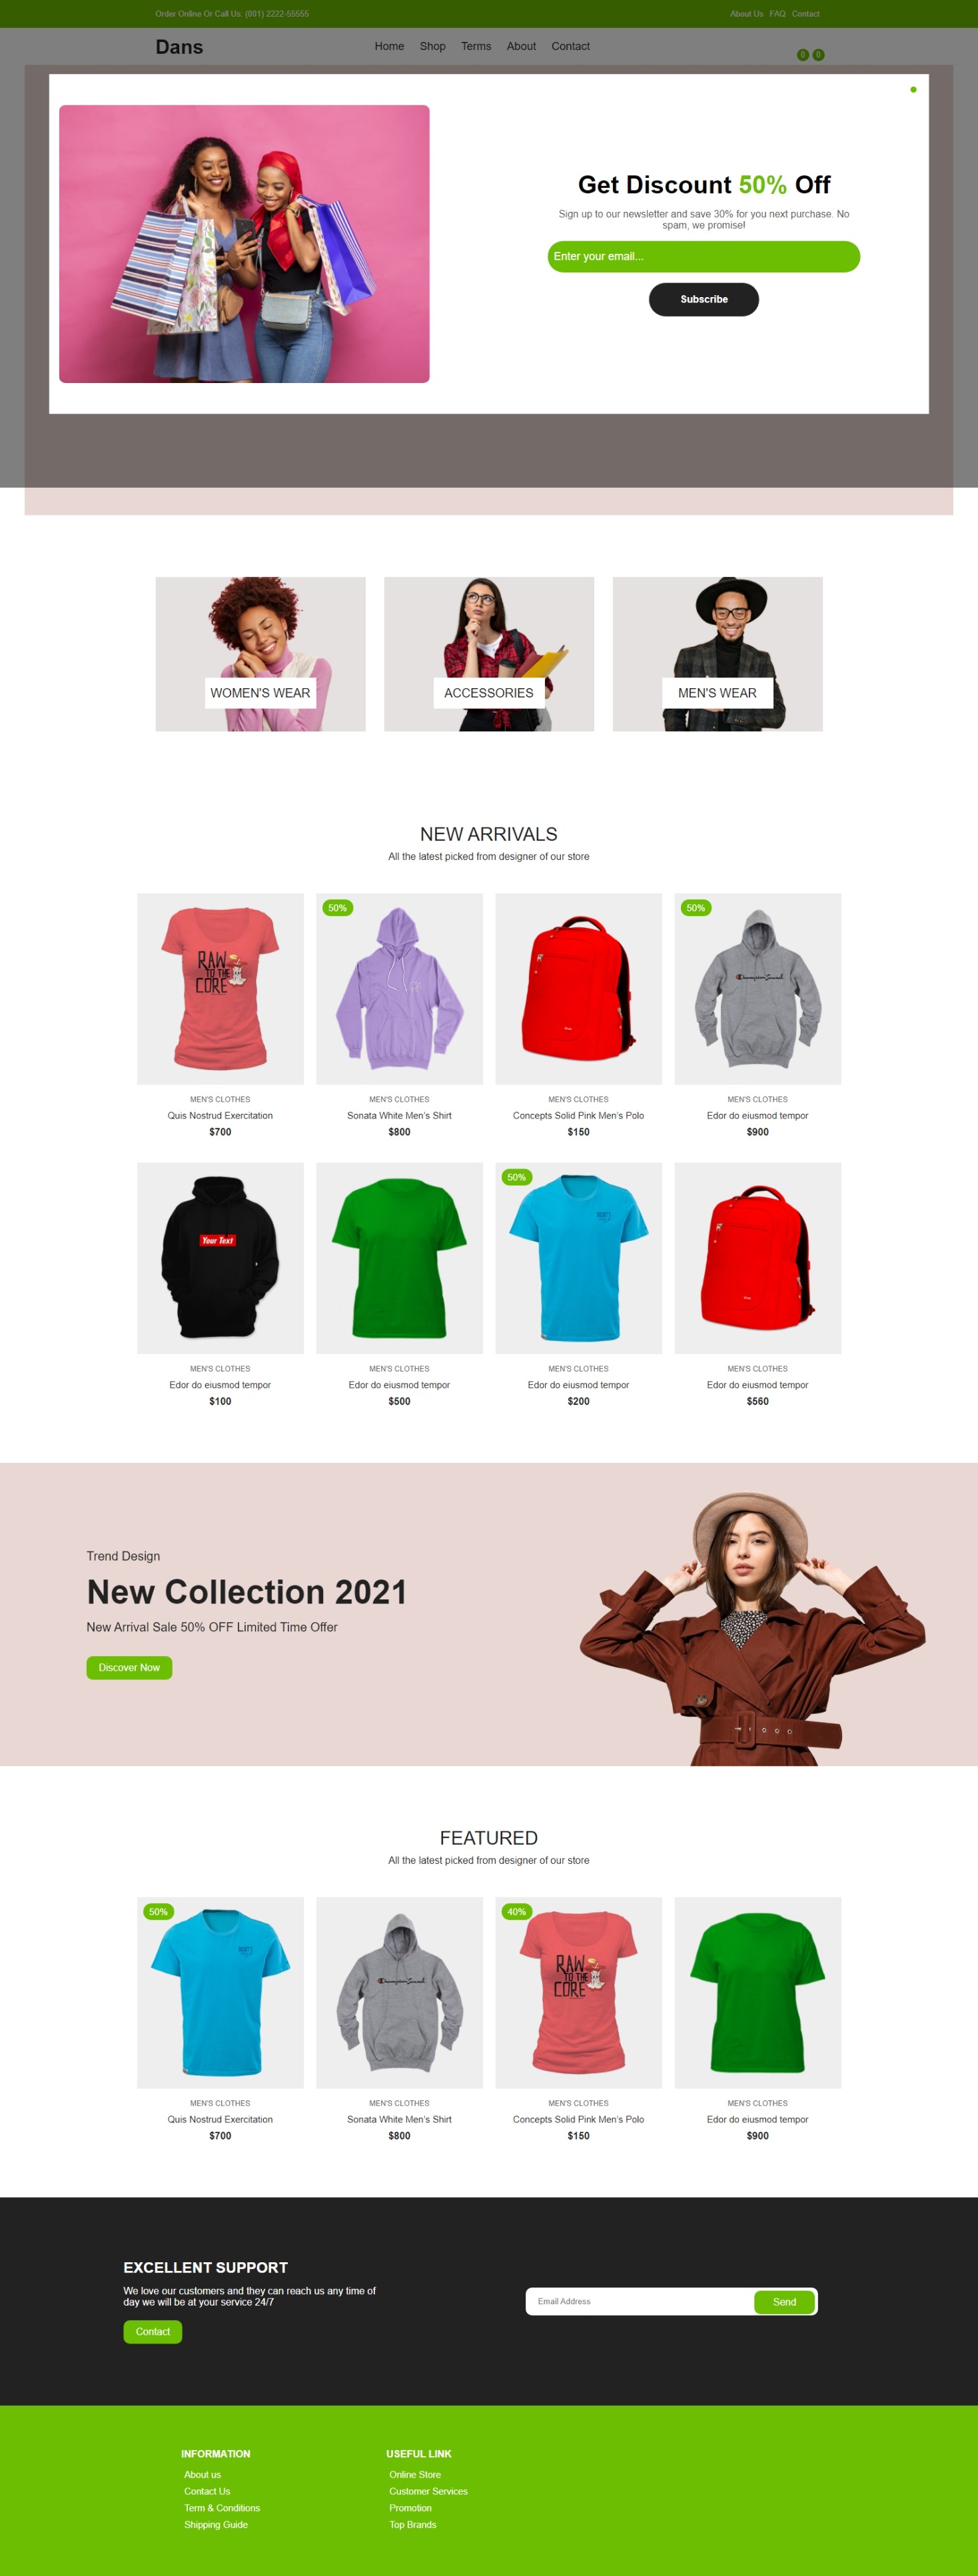 Order Online Or Call Us: (001) 2222-55555
About Us FAQ Contact
Dans
Home Shop Terms About Contact
0 0
Get Discount 50% Off
Sign up to our newsletter and save 30% for you next purchase. No
spam, we promise!
Enter your email...
Subscribe
WOMEN'S WEAR
ACCESSORIES
MEN'S WEAR
NEW ARRIVALS
All the latest picked from designer of our store
RAW
TO THE
CORE
50%
50%
MEN'S CLOTHES
Quis Nostrud Exercitation
$700
MEN'S CLOTHES
Sonata White Men's Shirt
$800
MEN'S CLOTHES
Concepts Solid Pink Men's Polo
$150
MEN'S CLOTHES
Edor do eiusmod tempor
$900
Your Text
50%
MEN'S CLOTHES
Edor do eiusmod tempor
$100
MEN'S CLOTHES
Edor do eiusmod tempor
$500
MEN'S CLOTHES
Edor do eiusmod tempor
$200
MEN'S CLOTHES
Edor do eiusmod tempor
$560
Trend Design
New Collection 2021
New Arrival Sale 50% OFF Limited Time Offer
Discover Now
FEATURED
All the latest picked from designer of our store
50%
40%
RAW
TO THE
CORE
MEN'S CLOTHES
Quis Nostrud Exercitation
$700
MEN'S CLOTHES
Sonata White Men's Shirt
$800
MEN'S CLOTHES
Concepts Solid Pink Men's Polo
$150
MEN'S CLOTHES
Edor do eiusmod tempor
$900
EXCELLENT SUPPORT
We love our customers and they can reach us any time of
day we will be at your service 24/7
Contact
Email Address
Send
INFORMATION
About us
Contact Us
Term & Conditions
Shipping Guide
USEFUL LINK
Online Store
Customer Services
Promotion
Top Brands